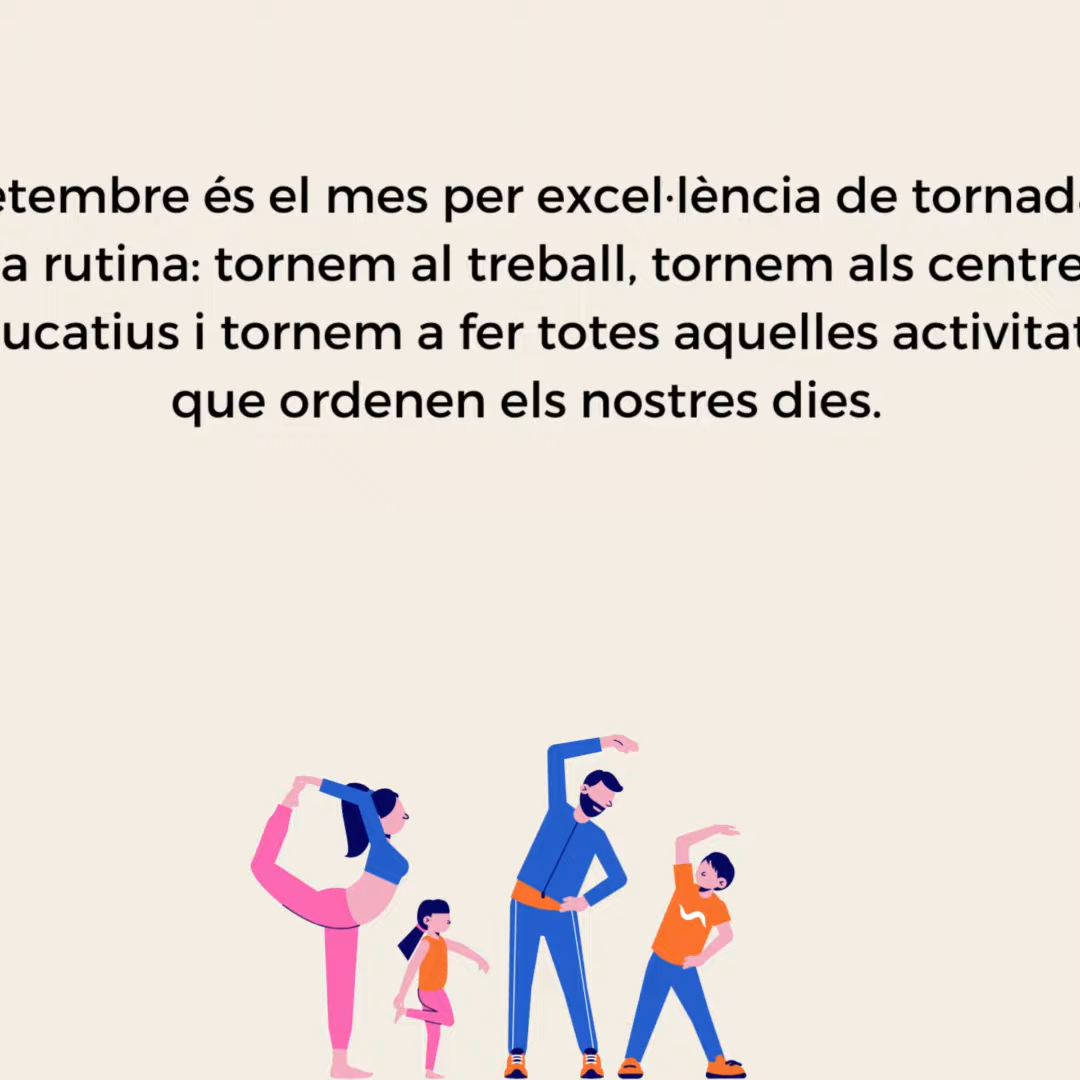 etembre és el mes per excel·lència de tornada
a rutina: tornem al treball, tornem als centre
ucatius i tornem a fer totes aquelles activitat
que ordenen els nostres dies.